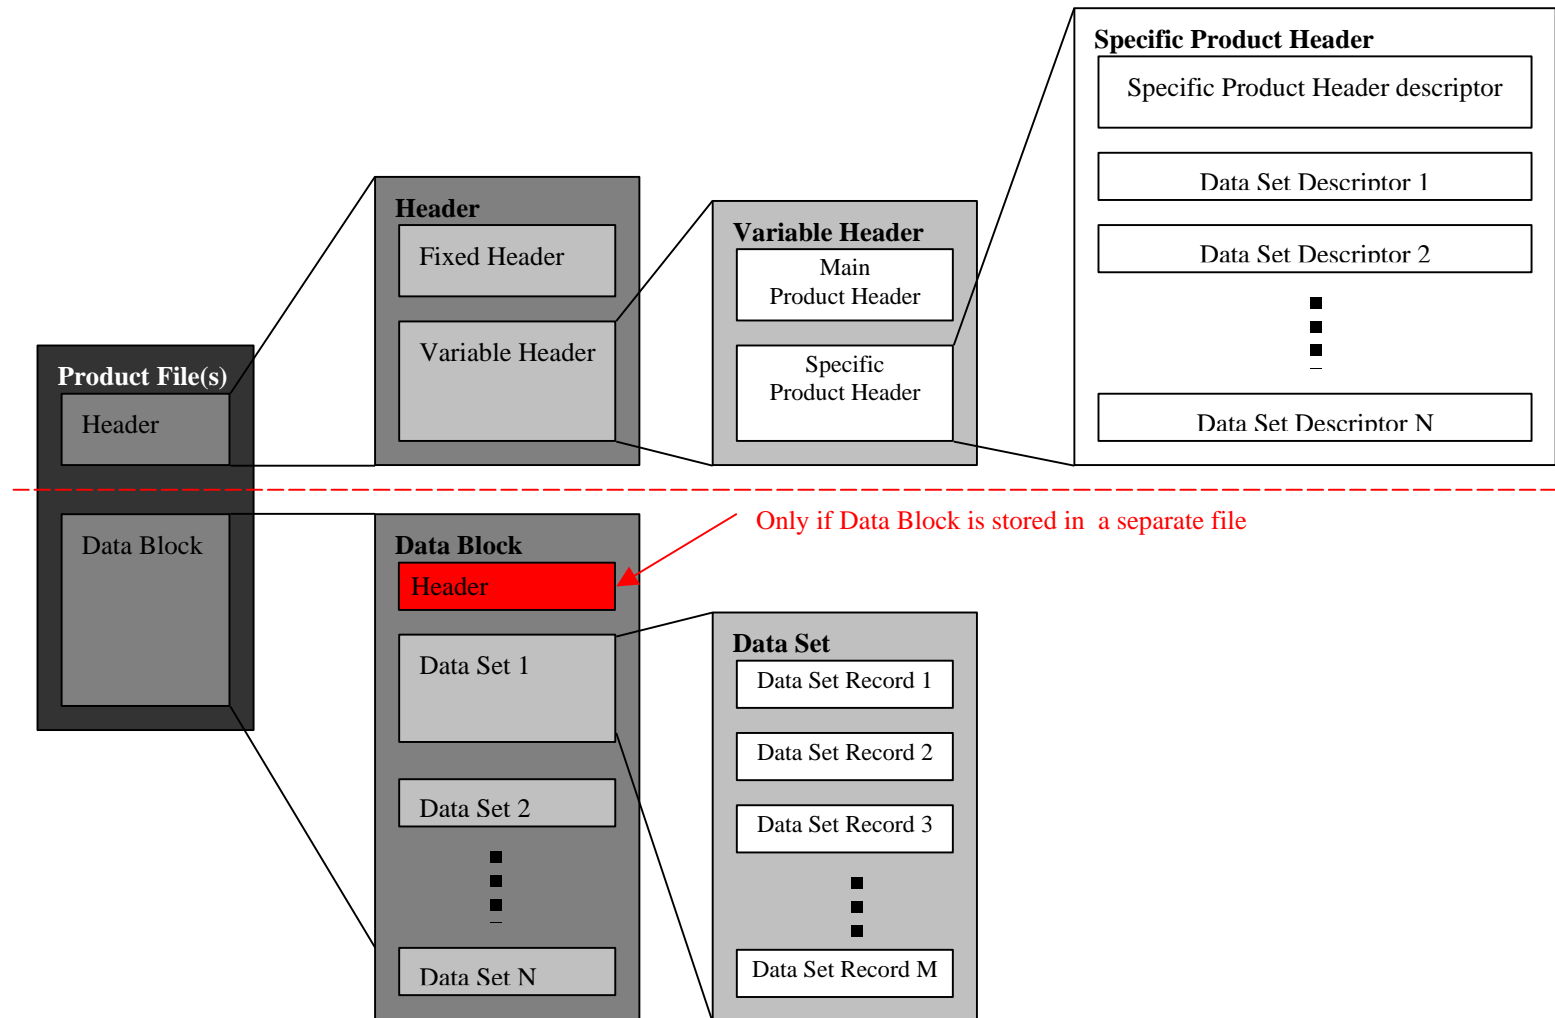 Specific Product Header
Specific Product Header descriptor
Data Set Descriptor 1
Data Set Descriptor 2
Data Set Descriptor N
Header
Fixed Header
Variable Header
Variable Header
Main
Product Header
Specific
Product Header
Product File(s)
Header
Data Block
Only if Data Block is stored in a separate file
Data Block
Header
Data Set 1
Data Set 2
Data Set N
Data Set
Data Set Record 1
Data Set Record 2
Data Set Record 3
Data Set Record M